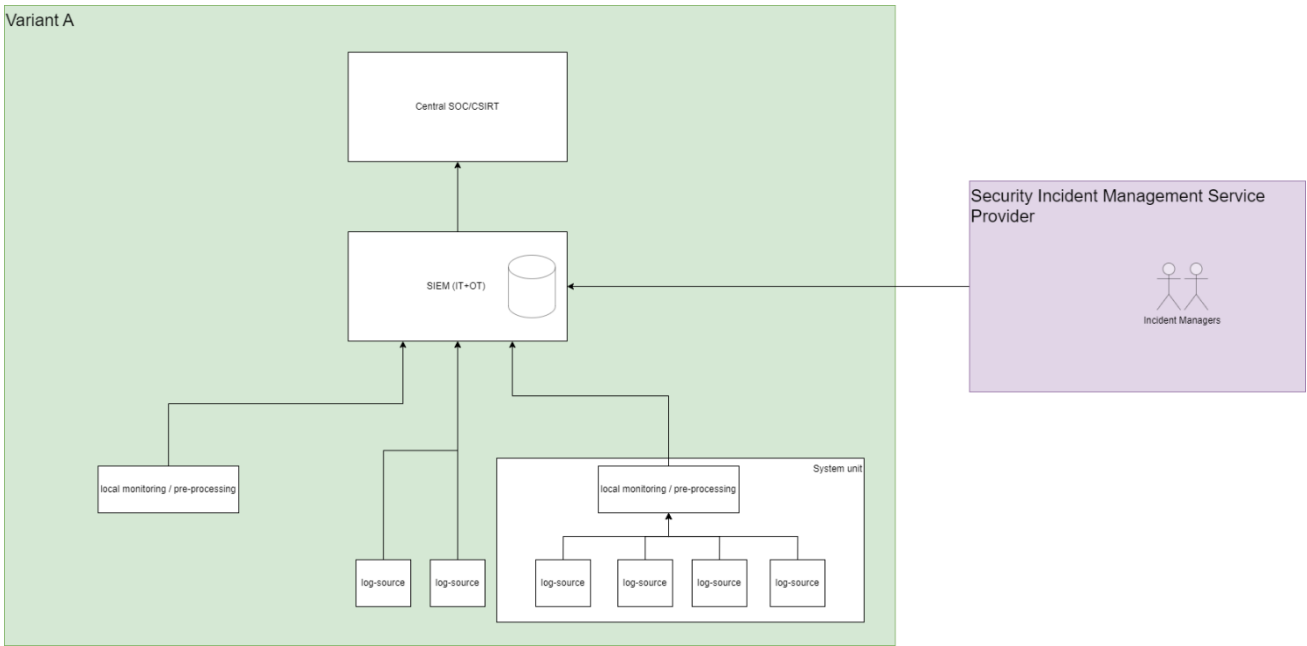 Variant A
Central SOC/CSIRT
Security Incident Management Service
Provider
SIEM (IT+OT)
Incident Managers
System unit
local monitoring / pre-processing
local monitoring / pre-processing
log-source
log-source
log-source
log-source
log-source
log-source